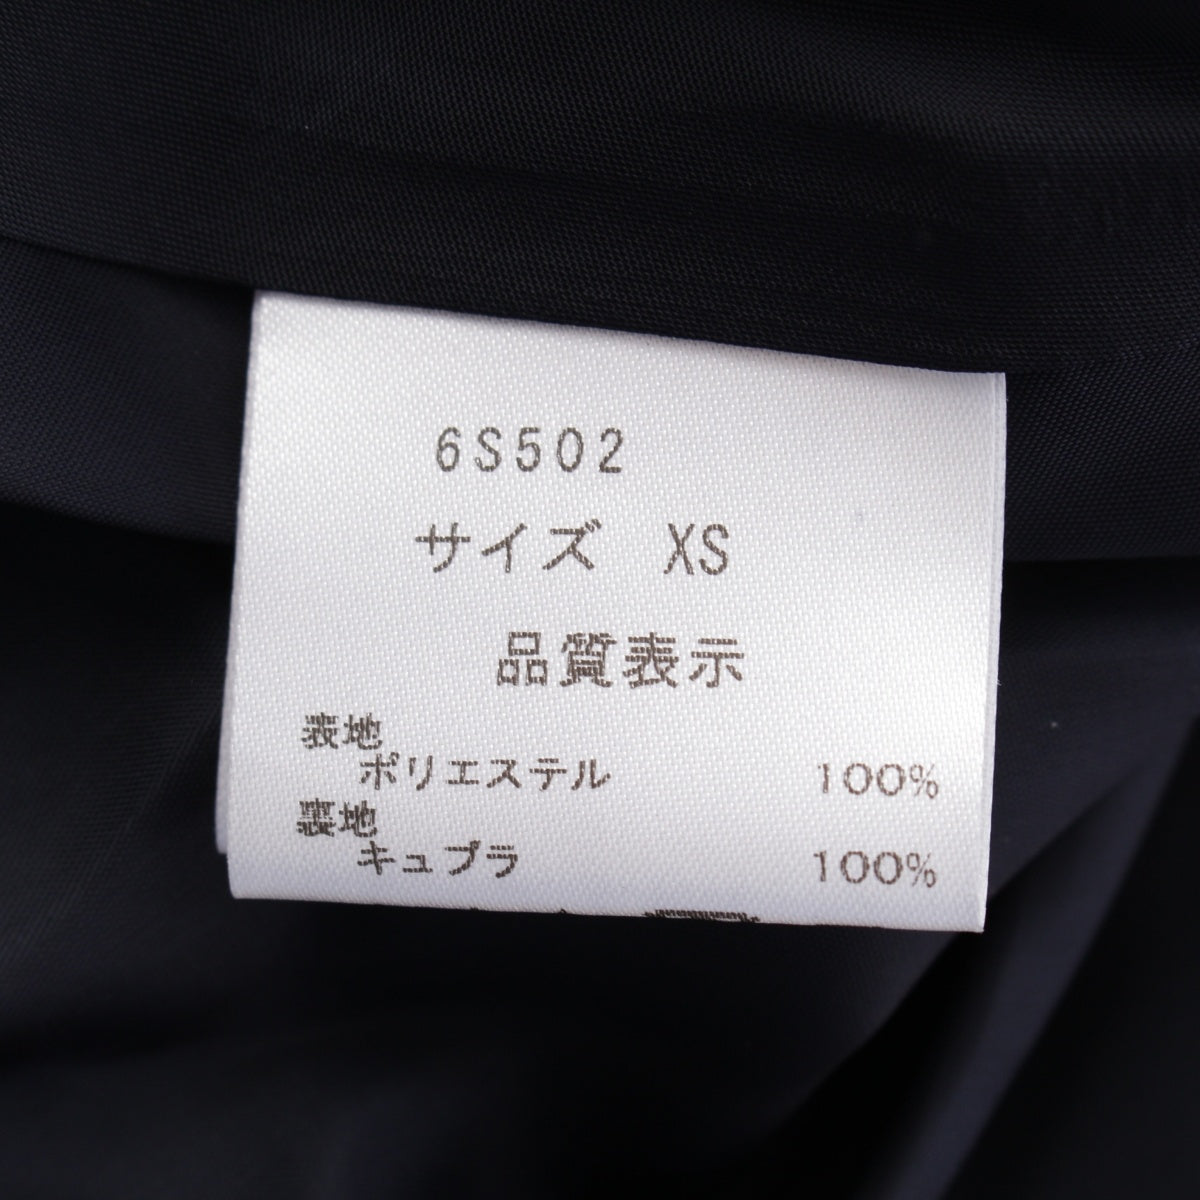 6S502
サイズ XS
品質表示
表地
ポリエステル 100%
裏地
キュプラ 100%